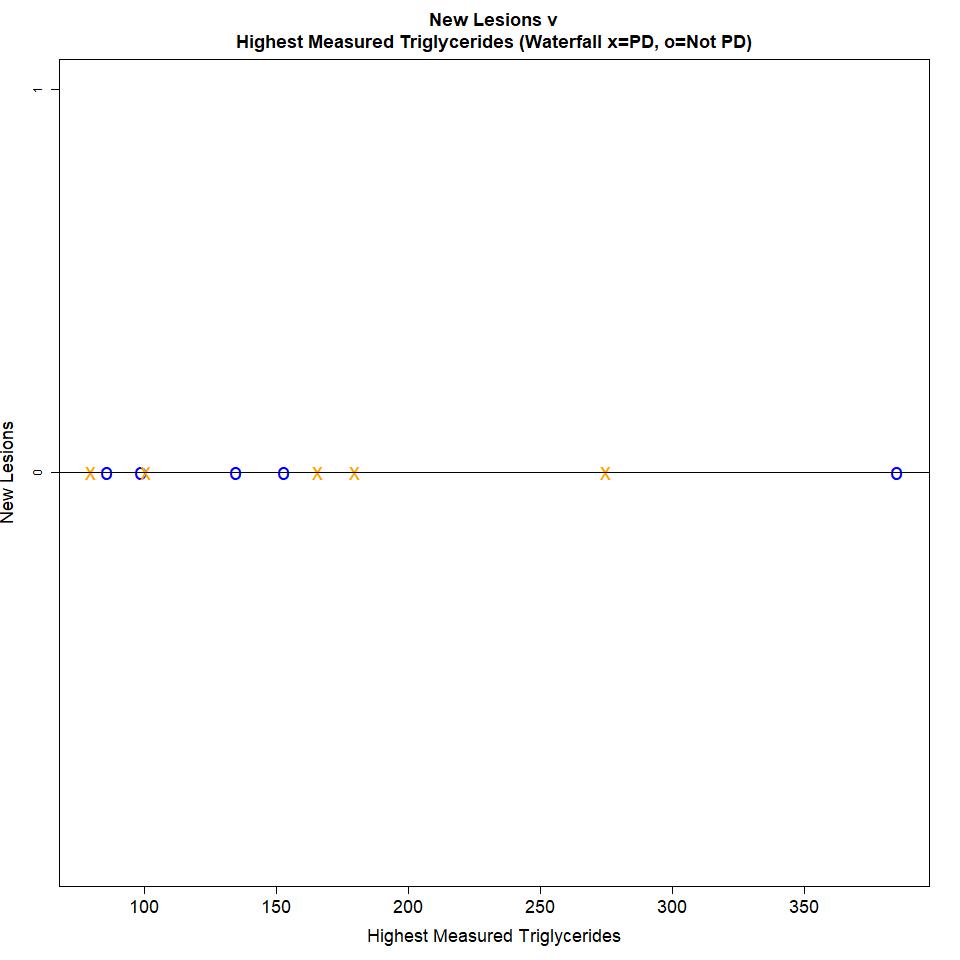 New Lesions v
Highest Measured Triglycerides (Waterfall x=PD, o=Not PD)
1
New Lesions
0
x o o x o o x x x o
100 150 200 250 300 350
Highest Measured Triglycerides